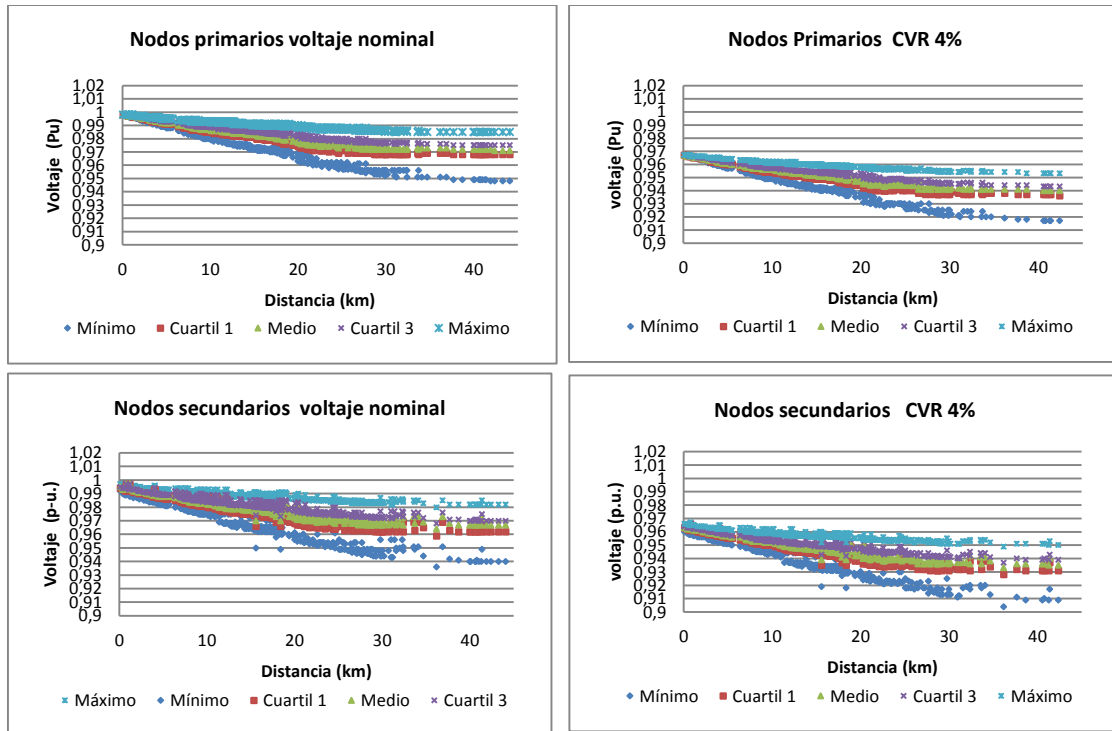 Nodos primarios voltaje nominal
Voltaje (Pu)
1,02
1,01
1
0,99
0,98
0,97
0,96
0,95
0,94
0,93
0,92
0,91
0,9
0 10 20 30 40
Distancia (km)
Mínimo Cuartil 1 Medio Cuartil 3 Máximo
Nodos Primarios CVR 4%
Voltaje (Pu)
1,02
1,01
1
0,99
0,98
0,97
0,96
0,95
0,94
0,93
0,92
0,91
0,9
0 10 20 30 40
Distancia (km)
Mínimo Cuartil 1 Medio Cuartil 3 Máximo
Nodos secundarios voltaje nominal
Voltaje (p-u.)
1,02
1,01
1
0,99
0,98
0,97
0,96
0,95
0,94
0,93
0,92
0,91
0,9
0 10 20 30 40
Distancia (km)
Máximo Mínimo Cuartil 1 Medio Cuartil 3
Nodos secundarios CVR 4%
voltaje (p.u.)
1,02
1,01
1
0,99
0,98
0,97
0,96
0,95
0,94
0,93
0,92
0,91
0,9
0 10 20 30 40
Distancia (km)
Mínimo Cuartil 1 Medio Cuartil 3 Máximo